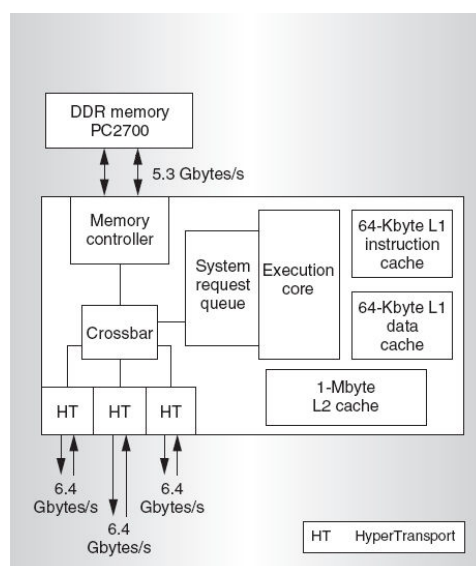 DDR memory
PC2700
5.3 Gbytes/s
Memory
controller
System
request
queue
Execution
core
64-Kbyte L1
instruction
cache
64-Kbyte L1
data
cache
Crossbar
1-Mbyte
L2 cache
HT
HT
HT
6.4
Gbytes/s
6.4
Gbytes/s
6.4
Gbytes/s
HT HyperTransport